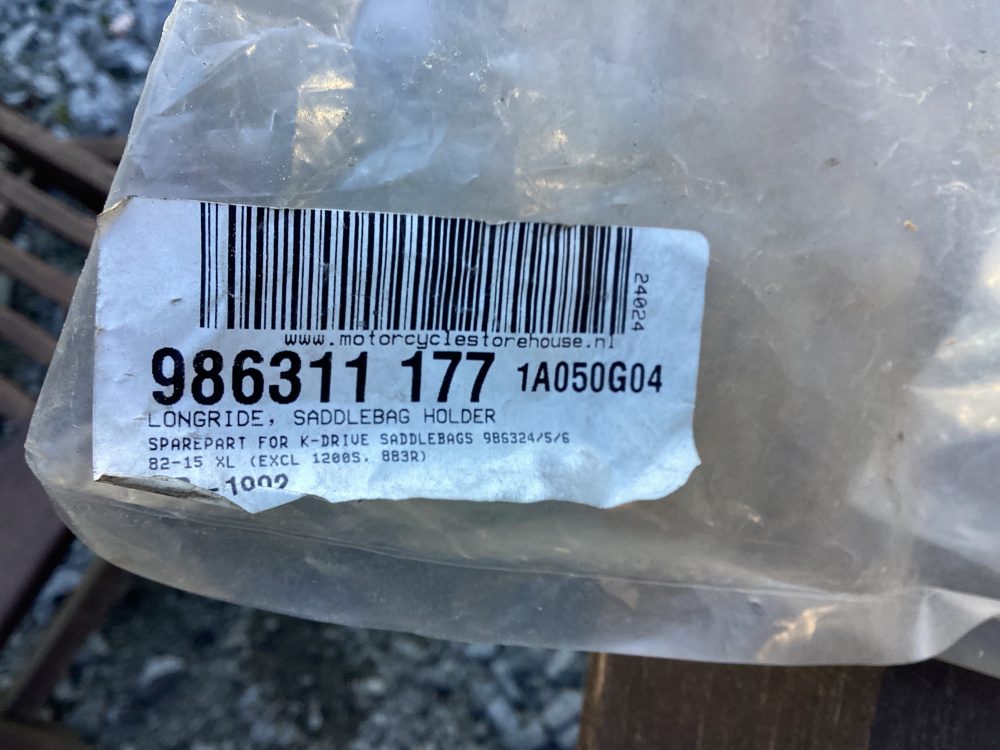 24024
www.motorcyclestorehouse.nl
986311 177 1A050G04
LONGRIDE, SADDLEBAG HOLDER
SPAREPART FOR K-DRIVE SADDLEBAGS 986324/5/6
82-15 XL (EXCL 1200S. 883R)
-1002